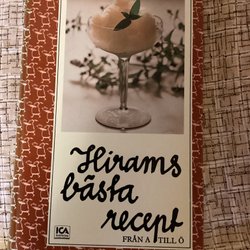 Hirams
bästa
recept
FRÅN A TILL Ö
ICA